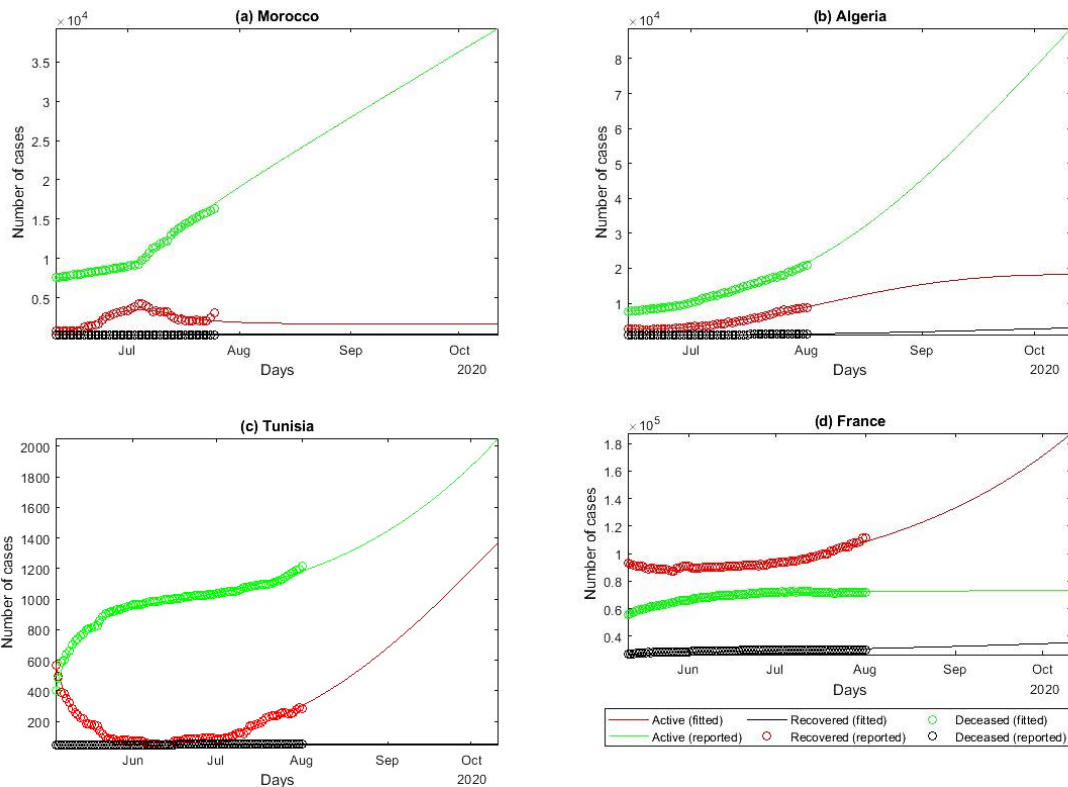 (a) Morocco
×10^4
3.5
3
2.5
2
1.5
1
0.5
Number of cases
Jul Aug Sep Oct
Days 2020
(b) Algeria
×10^4
8
7
6
5
4
3
2
1
Number of cases
Jul Aug Sep Oct
Days 2020
(c) Tunisia
2000
1800
1600
1400
1200
1000
800
600
400
200
Number of cases
Jun Jul Aug Sep Oct
Days 2020
(d) France
×10^5
1.8
1.6
1.4
1.2
1
0.8
0.6
0.4
Number of cases
Jun Jul Aug Sep Oct
Days 2020
Active (fitted) Recovered (fitted) Deceased (fitted)
Active (reported) Recovered (reported) Deceased (reported)